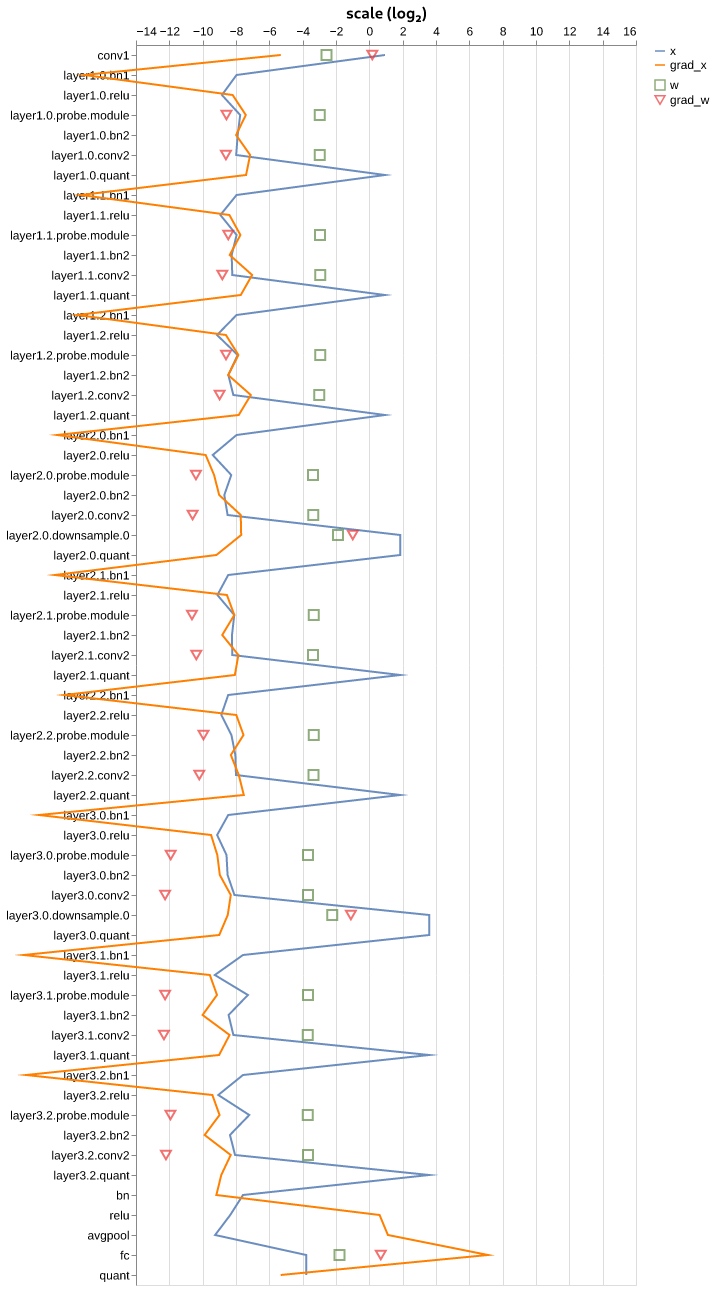 scale (log₂)
−14 −12 −10 −8 −6 −4 −2 0 2 4 6 8 10 12 14 16
x
grad_x
w
grad_w
conv1
layer1.0.bn1
layer1.0.relu
layer1.0.probe.module
layer1.0.bn2
layer1.0.conv2
layer1.0.quant
layer1.1.bn1
layer1.1.relu
layer1.1.probe.module
layer1.1.bn2
layer1.1.conv2
layer1.1.quant
layer1.2.bn1
layer1.2.relu
layer1.2.probe.module
layer1.2.bn2
layer1.2.conv2
layer1.2.quant
layer2.0.bn1
layer2.0.relu
layer2.0.probe.module
layer2.0.bn2
layer2.0.conv2
layer2.0.downsample.0
layer2.0.quant
layer2.1.bn1
layer2.1.relu
layer2.1.probe.module
layer2.1.bn2
layer2.1.conv2
layer2.1.quant
layer2.2.bn1
layer2.2.relu
layer2.2.probe.module
layer2.2.bn2
layer2.2.conv2
layer2.2.quant
layer3.0.bn1
layer3.0.relu
layer3.0.probe.module
layer3.0.bn2
layer3.0.conv2
layer3.0.downsample.0
layer3.0.quant
layer3.1.bn1
layer3.1.relu
layer3.1.probe.module
layer3.1.bn2
layer3.1.conv2
layer3.1.quant
layer3.2.bn1
layer3.2.relu
layer3.2.probe.module
layer3.2.bn2
layer3.2.conv2
layer3.2.quant
bn
relu
avgpool
fc
quant